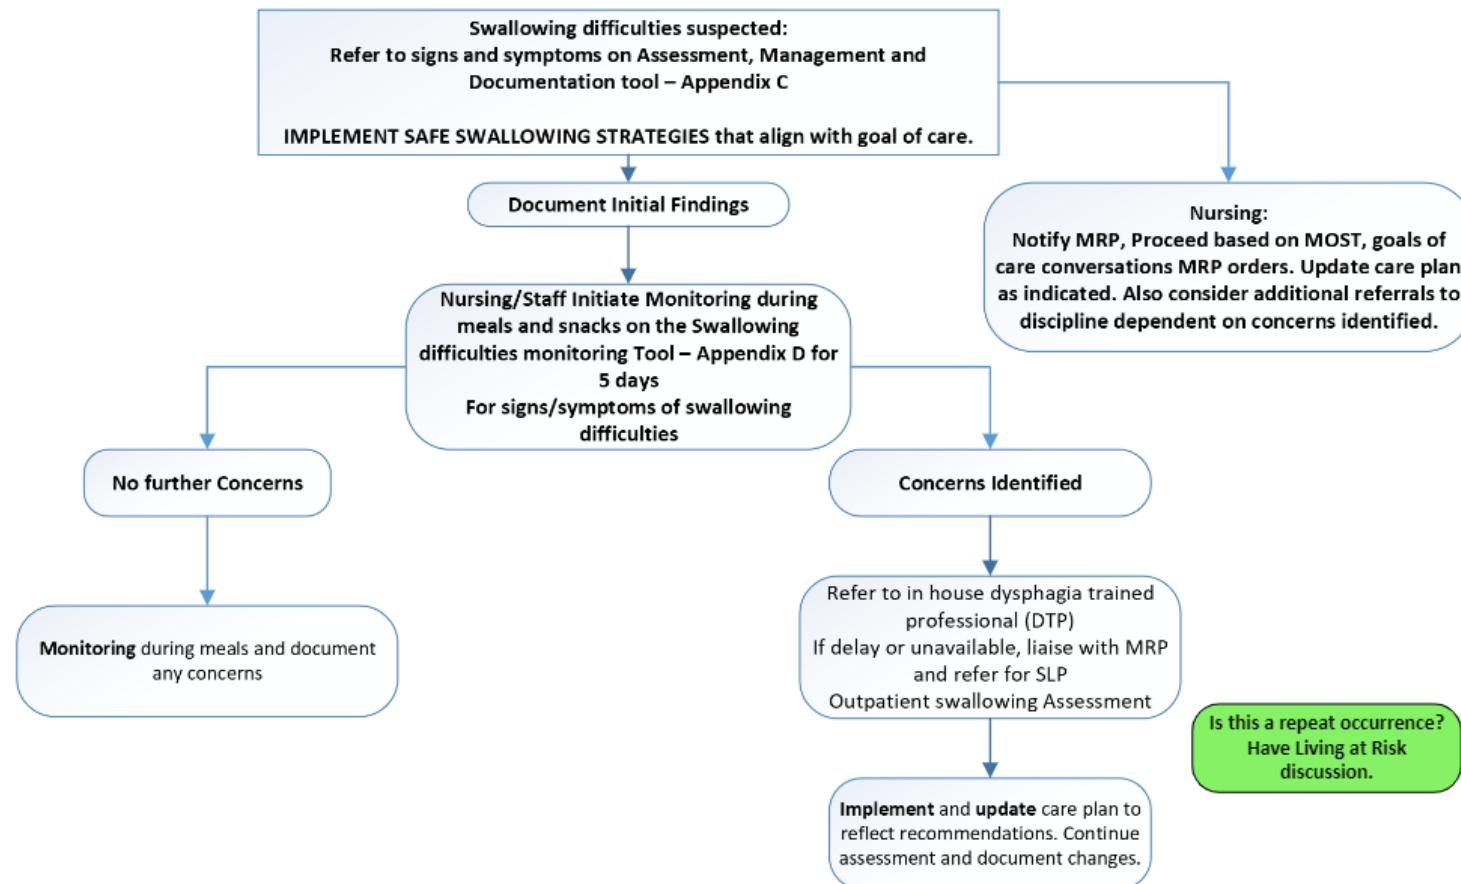 Swallowing difficulties suspected:
Refer to signs and symptoms on Assessment, Management and
Documentation tool – Appendix C
IMPLEMENT SAFE SWALLOWING STRATEGIES that align with goal of care.
Document Initial Findings
Nursing:
Notify MRP, Proceed based on MOST, goals of
care conversations MRP orders. Update care plan
as indicated. Also consider additional referrals to
discipline dependent on concerns identified.
Nursing/Staff Initiate Monitoring during
meals and snacks on the Swallowing
difficulties monitoring Tool – Appendix D for
5 days
For signs/symptoms of swallowing
difficulties
No further Concerns
Concerns Identified
Monitoring during meals and document
any concerns
Refer to in house dysphagia trained
professional (DTP)
If delay or unavailable, liaise with MRP
and refer for SLP
Outpatient swallowing Assessment
Is this a repeat occurrence?
Have Living at Risk
discussion.
Implement and update care plan to
reflect recommendations. Continue
assessment and document changes.